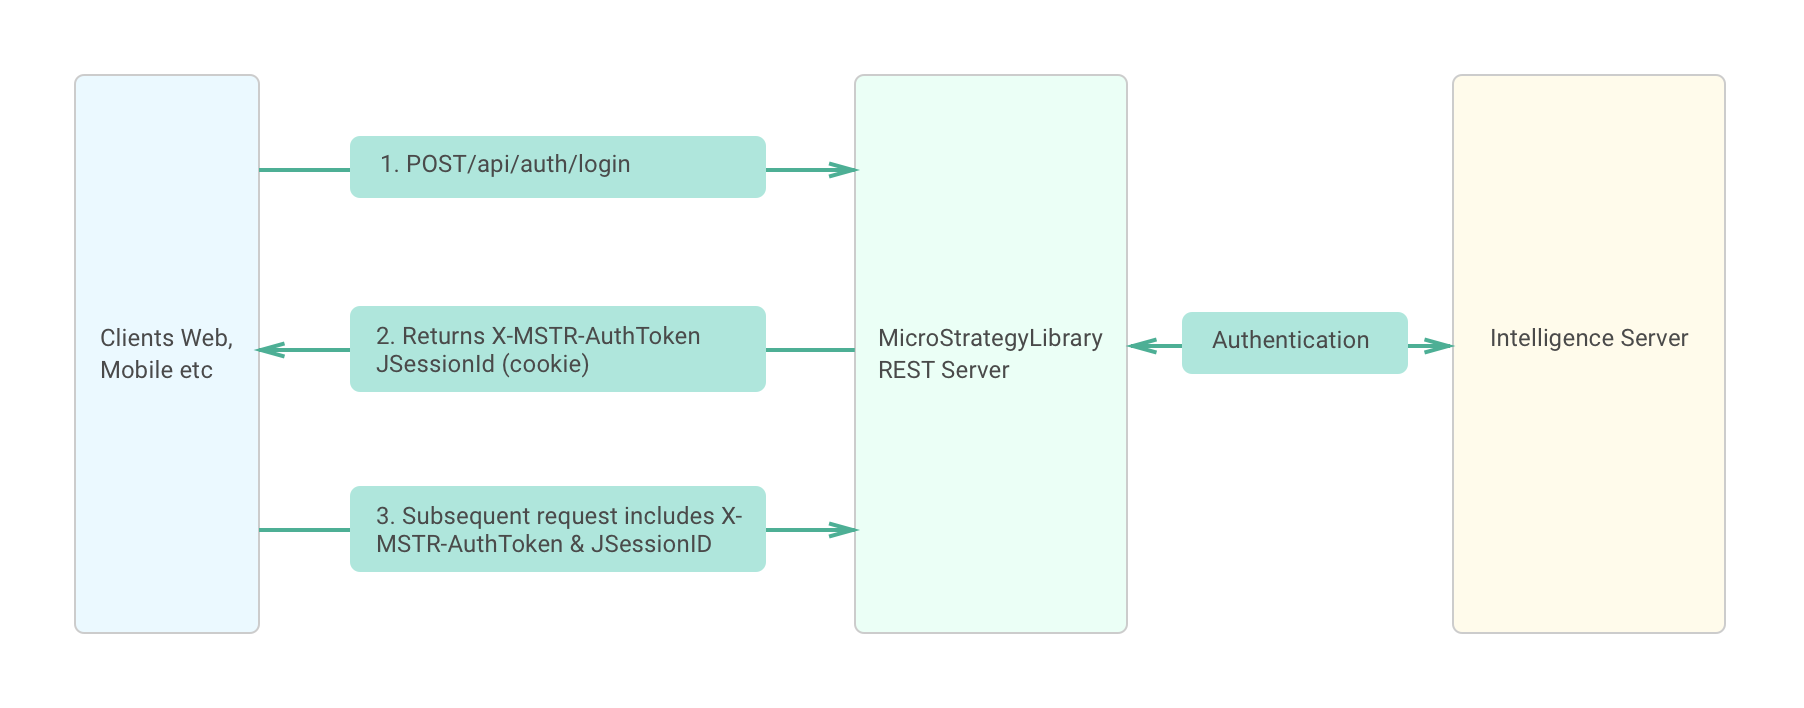 1. POST/api/auth/login
2. Returns X-MSTR-AuthToken
JSessionId (cookie)
3. Subsequent request includes X-
MSTR-AuthToken & JSessionID
Clients Web,
Mobile etc
MicroStrategyLibrary
REST Server
Authentication
Intelligence Server